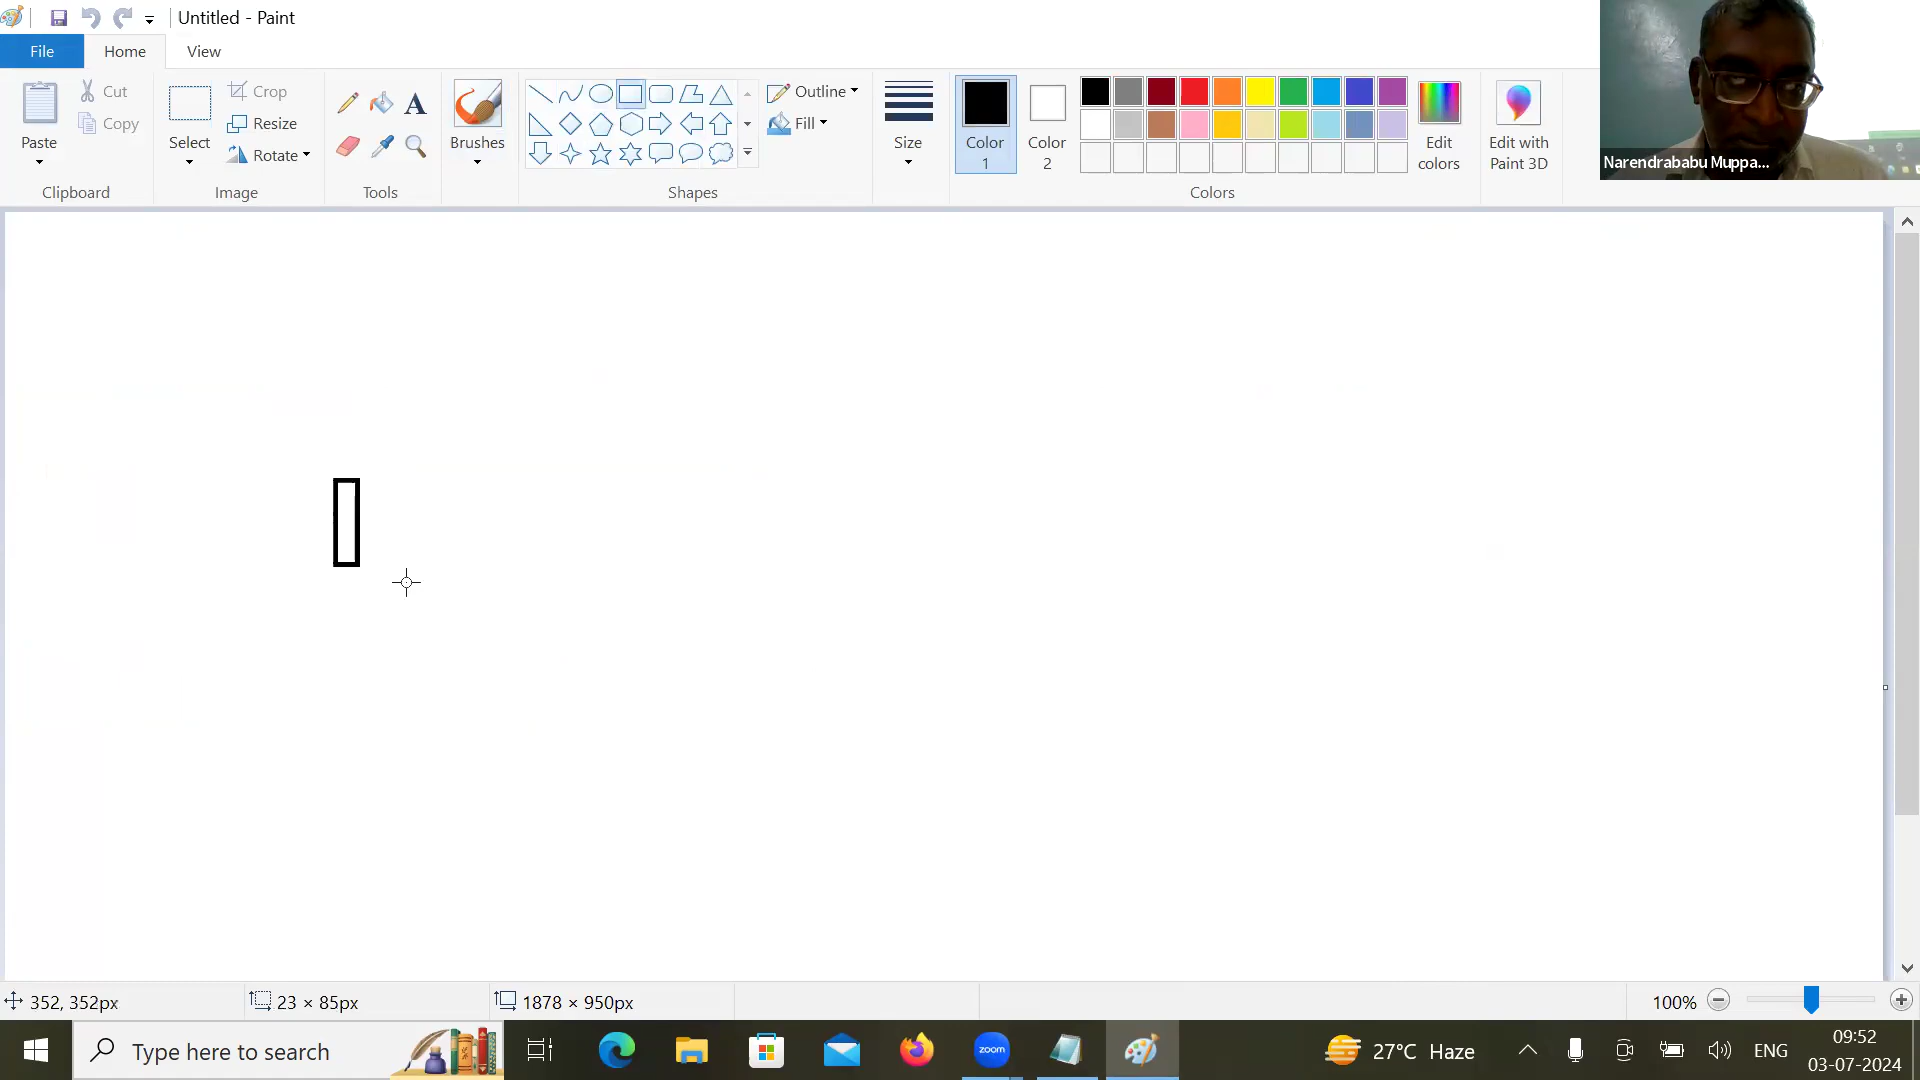 Untitled - Paint
File
Home
View
Paste
Cut
Copy
Clipboard
Select
Crop
Resize
Rotate
Image
A
Tools
Brushes
Shapes
Outline
Fill
Size
Color
1
Color
2
Edit
colors
Colors
Edit with
Paint 3D
Narendrababu Muppa...
352, 352px
23 × 85px
1878 × 950px
100%
Type here to search
zoom
27°C Haze
ENG
09:52
03-07-2024